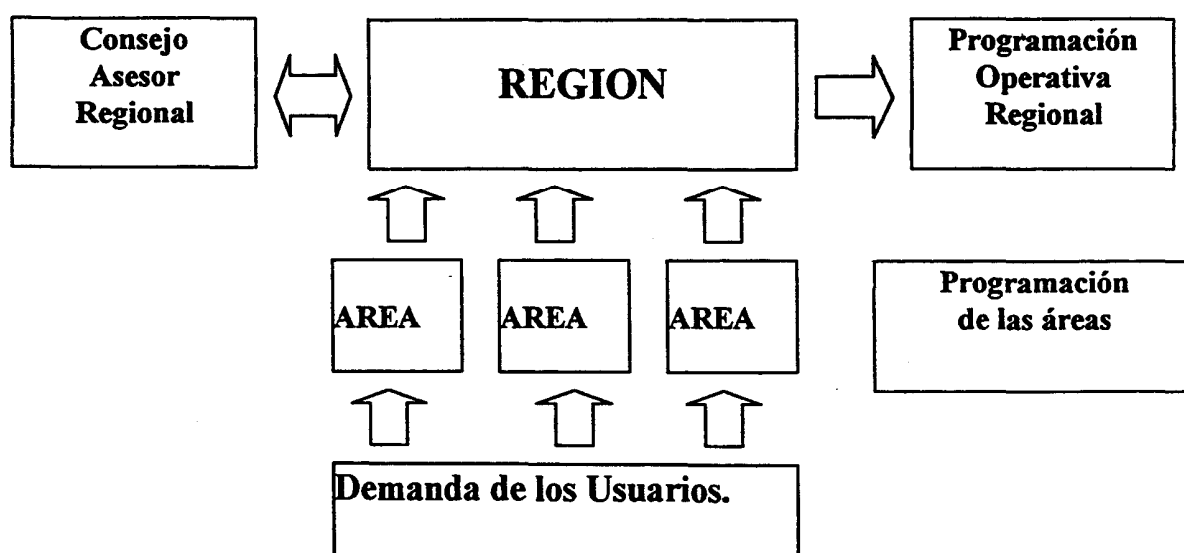 Consejo
Asesor
Regional
REGION
Programación
Operativa
Regional
AREA
AREA
AREA
Programación
de las áreas
Demanda de los Usuarios.